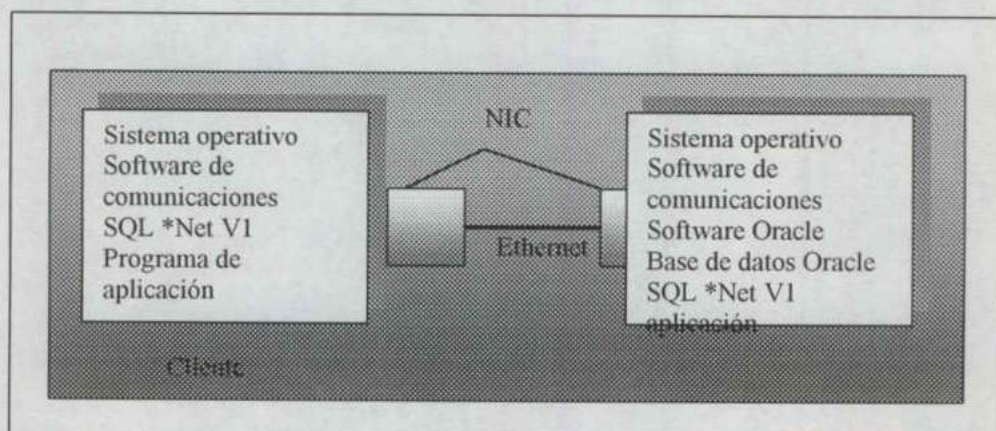 Sistema operativo
Software de
comunicaciones
SQL *Net V1
Programa de
aplicación
Cliente
NIC
Ethernet
Sistema operativo
Software de
comunicaciones
Software Oracle
Base de datos Oracle
SQL *Net V1
aplicación